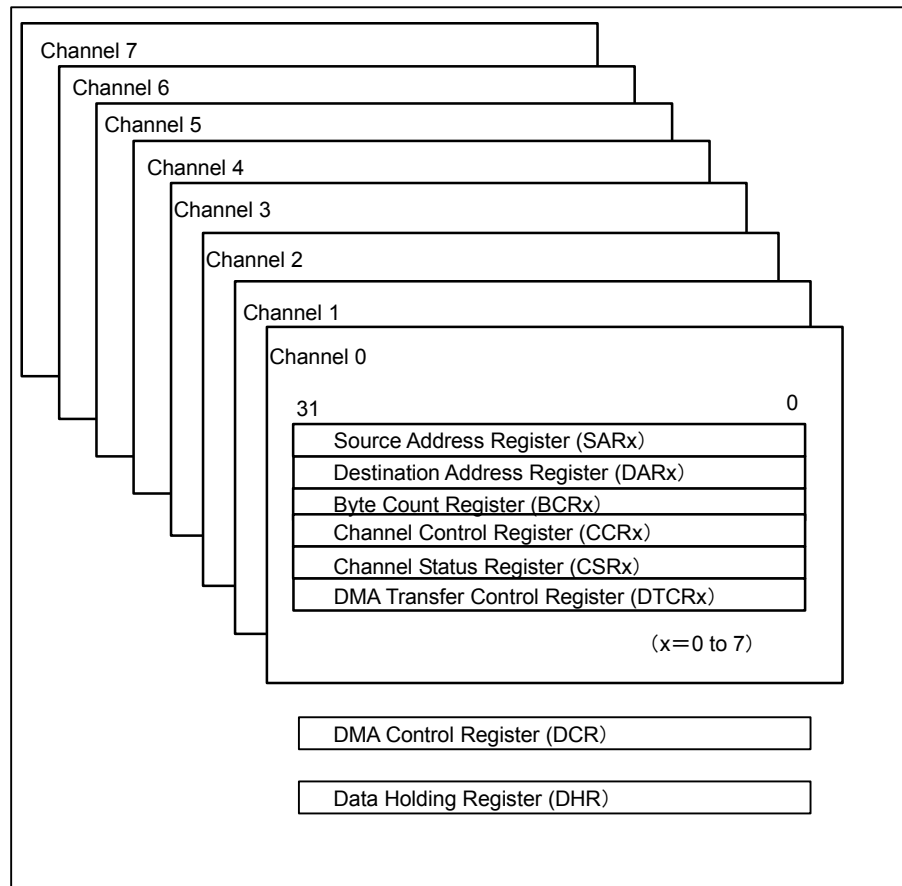 Channel 7
Channel 6
Channel 5
Channel 4
Channel 3
Channel 2
Channel 1
Channel 0
31 0
Source Address Register (SARx)
Destination Address Register (DARx)
Byte Count Register (BCRx)
Channel Control Register (CCRx)
Channel Status Register (CSRx)
DMA Transfer Control Register (DTCRx)
(x=0 to 7)
DMA Control Register (DCR)
Data Holding Register (DHR)